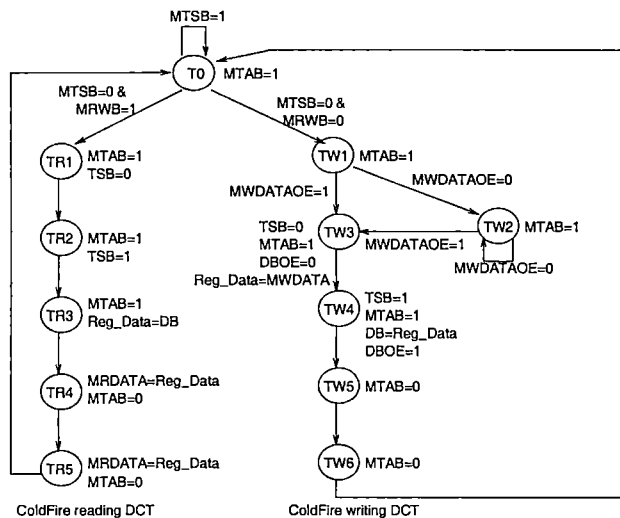 MTSB=1
T0
MTAB=1
MTSB=0 &
MRWB=1
MTSB=0 &
MRWB=0
TR1
MTAB=1
TSB=0
TW1
MTAB=1
MWDATAOE=1
MWDATAOE=0
TR2
MTAB=1
TSB=1
TSB=0
MTAB=1
DBOE=0
Reg_Data=MWDATA
TW3
MWDATAOE=1
TW2
MTAB=1
MWDATAOE=0
TR3
MTAB=1
Reg_Data=DB
TW4
TSB=1
MTAB=1
DB=Reg_Data
DBOE=1
TR4
MRDATA=Reg_Data
MTAB=0
TW5
MTAB=0
TR5
MRDATA=Reg_Data
MTAB=0
TW6
MTAB=0
ColdFire reading DCT
ColdFire writing DCT